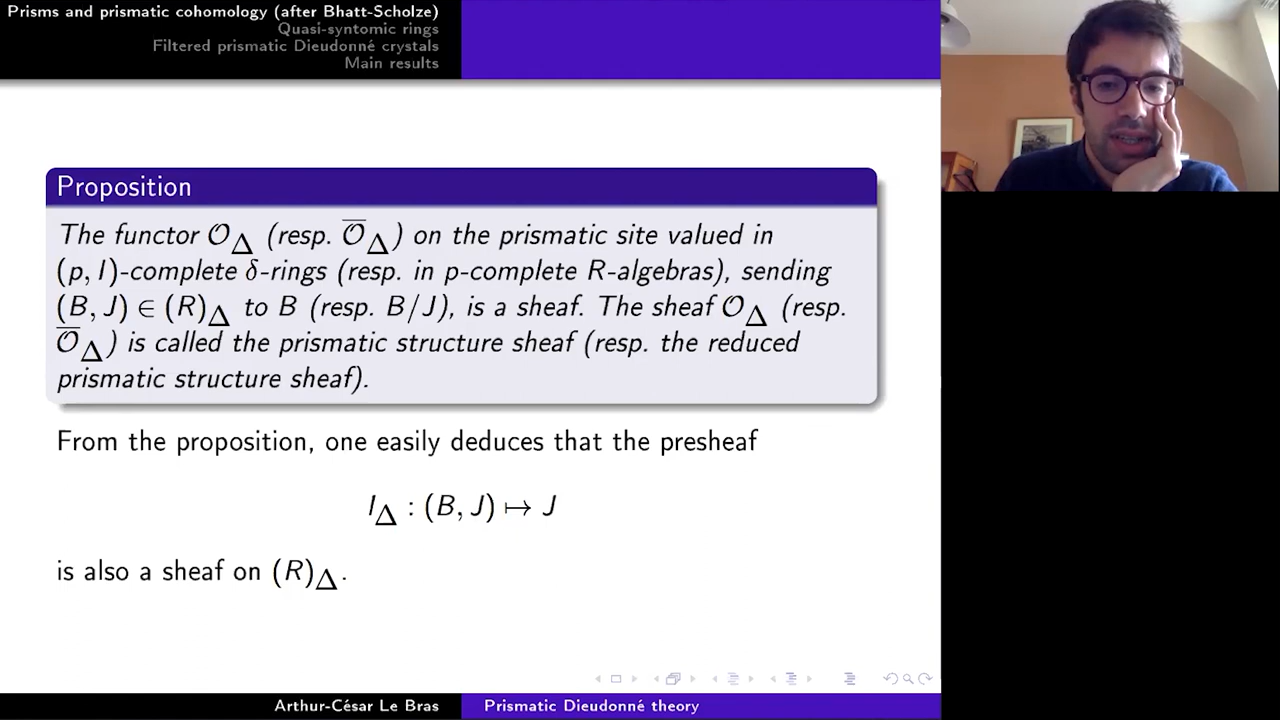 Prisms and prismatic cohomology (after Bhatt-Scholze)
Quasi-syntomic rings
Filtered prismatic Dieudonné crystals
Main results
Proposition
The functor 𝒪_Δ (resp. \overline{𝒪}_Δ) on the prismatic site valued in
(p, I)-complete δ-rings (resp. in p-complete R-algebras), sending
(B, J) ∈ (R)_Δ to B (resp. B/J), is a sheaf. The sheaf 𝒪_Δ (resp.
\overline{𝒪}_Δ) is called the prismatic structure sheaf (resp. the reduced
prismatic structure sheaf).
From the proposition, one easily deduces that the presheaf
I_Δ : (B, J) ↦ J
is also a sheaf on (R)_Δ.
Arthur-César Le Bras
Prismatic Dieudonné theory